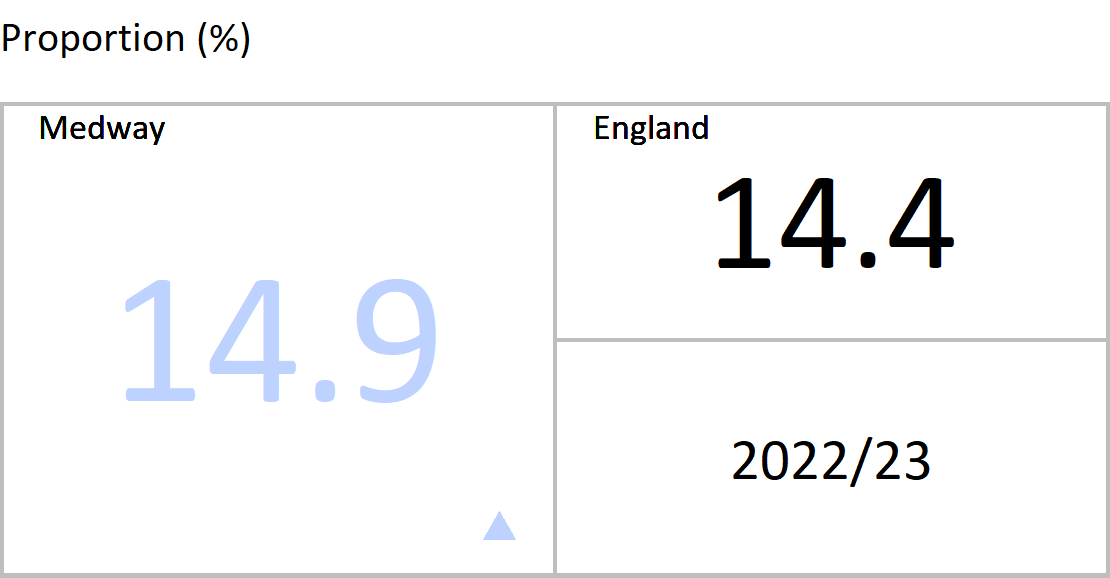 Proportion (%)
Medway
14.9
England
14.4
2022/23